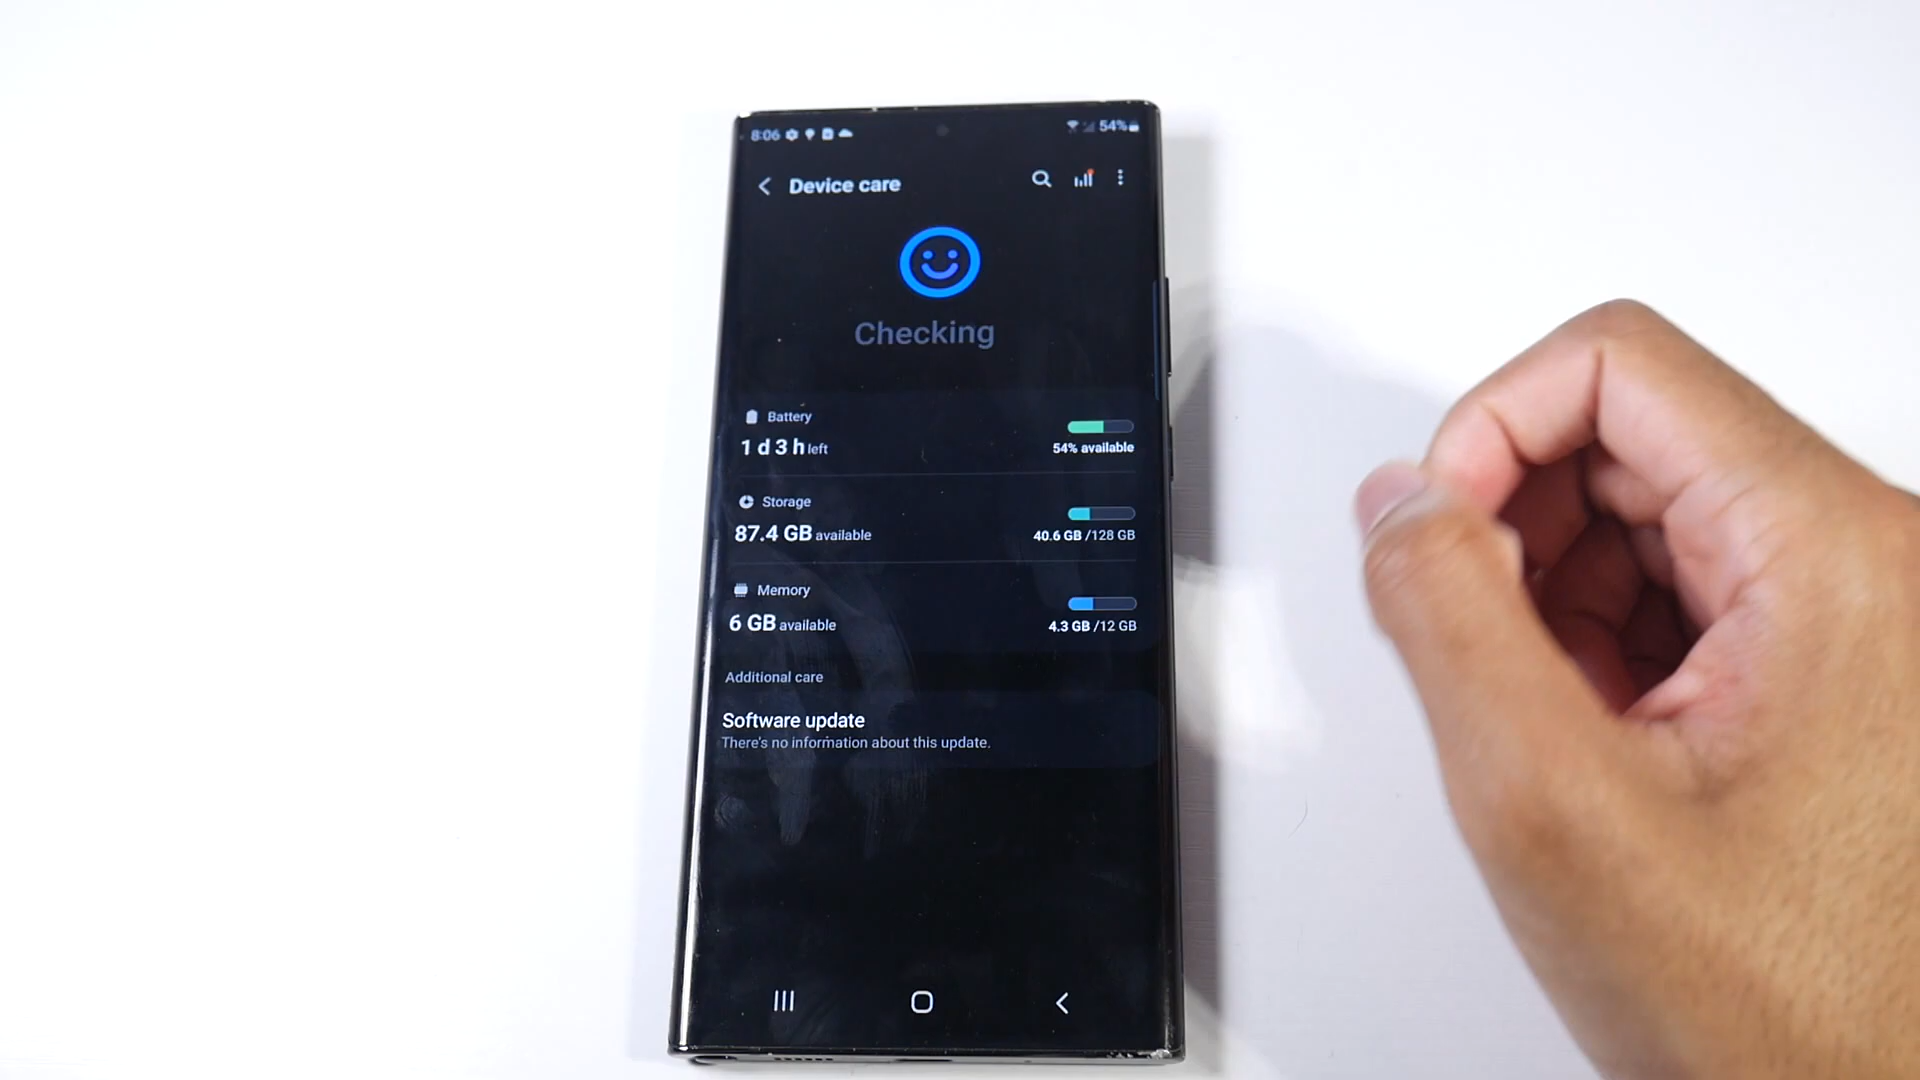 8:06
54%
Device care
Checking
Battery
1 d 3 h left
54% available
Storage
87.4 GB available
40.6 GB /128 GB
Memory
6 GB available
4.3 GB /12 GB
Additional care
Software update
There's no information about this update.